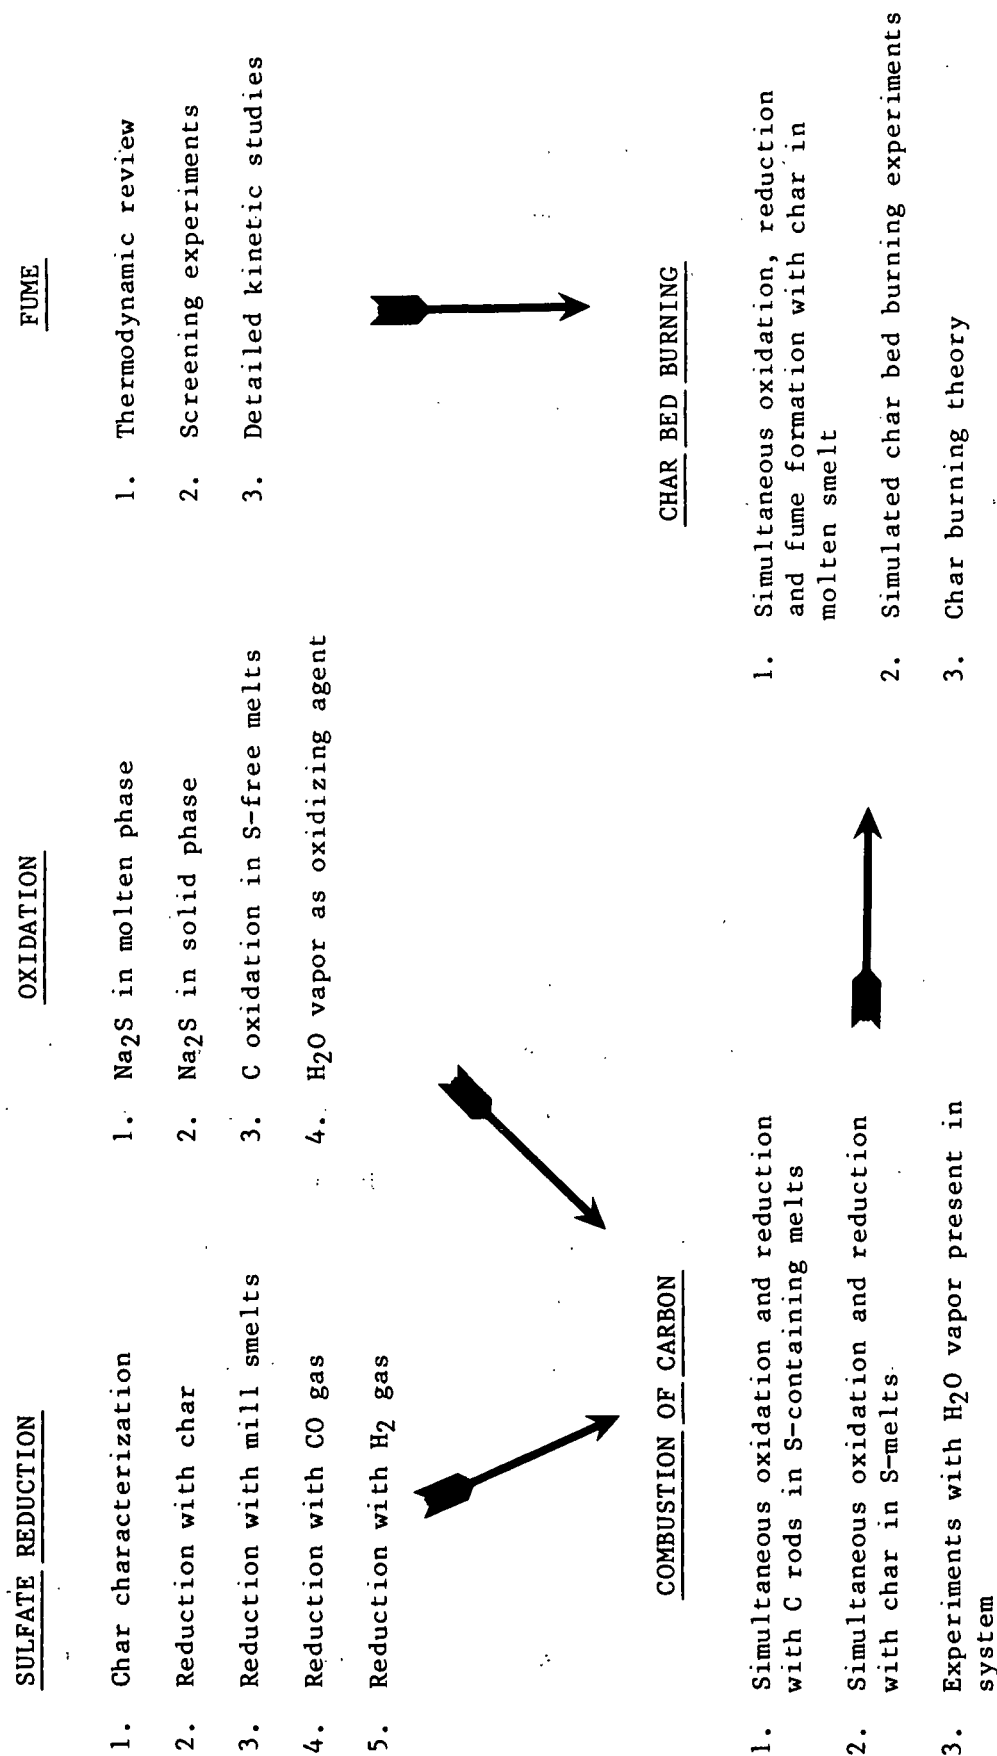 SULFATE REDUCTION
1. Char characterization
2. Reduction with char
3. Reduction with mill smelts
4. Reduction with CO gas
5. Reduction with H2 gas
OXIDATION
1. Na2S in molten phase
2. Na2S in solid phase
3. C oxidation in S-free melts
4. H2O vapor as oxidizing agent
FUME
1. Thermodynamic review
2. Screening experiments
3. Detailed kinetic studies
COMBUSTION OF CARBON
1. Simultaneous oxidation and reduction
with C rods in S-containing melts
2. Simultaneous oxidation and reduction
with char in S-melts
3. Experiments with H2O vapor present in
system
CHAR BED BURNING
1. Simultaneous oxidation, reduction
and fume formation with char in
molten smelt
2. Simulated char bed burning experiments
3. Char burning theory